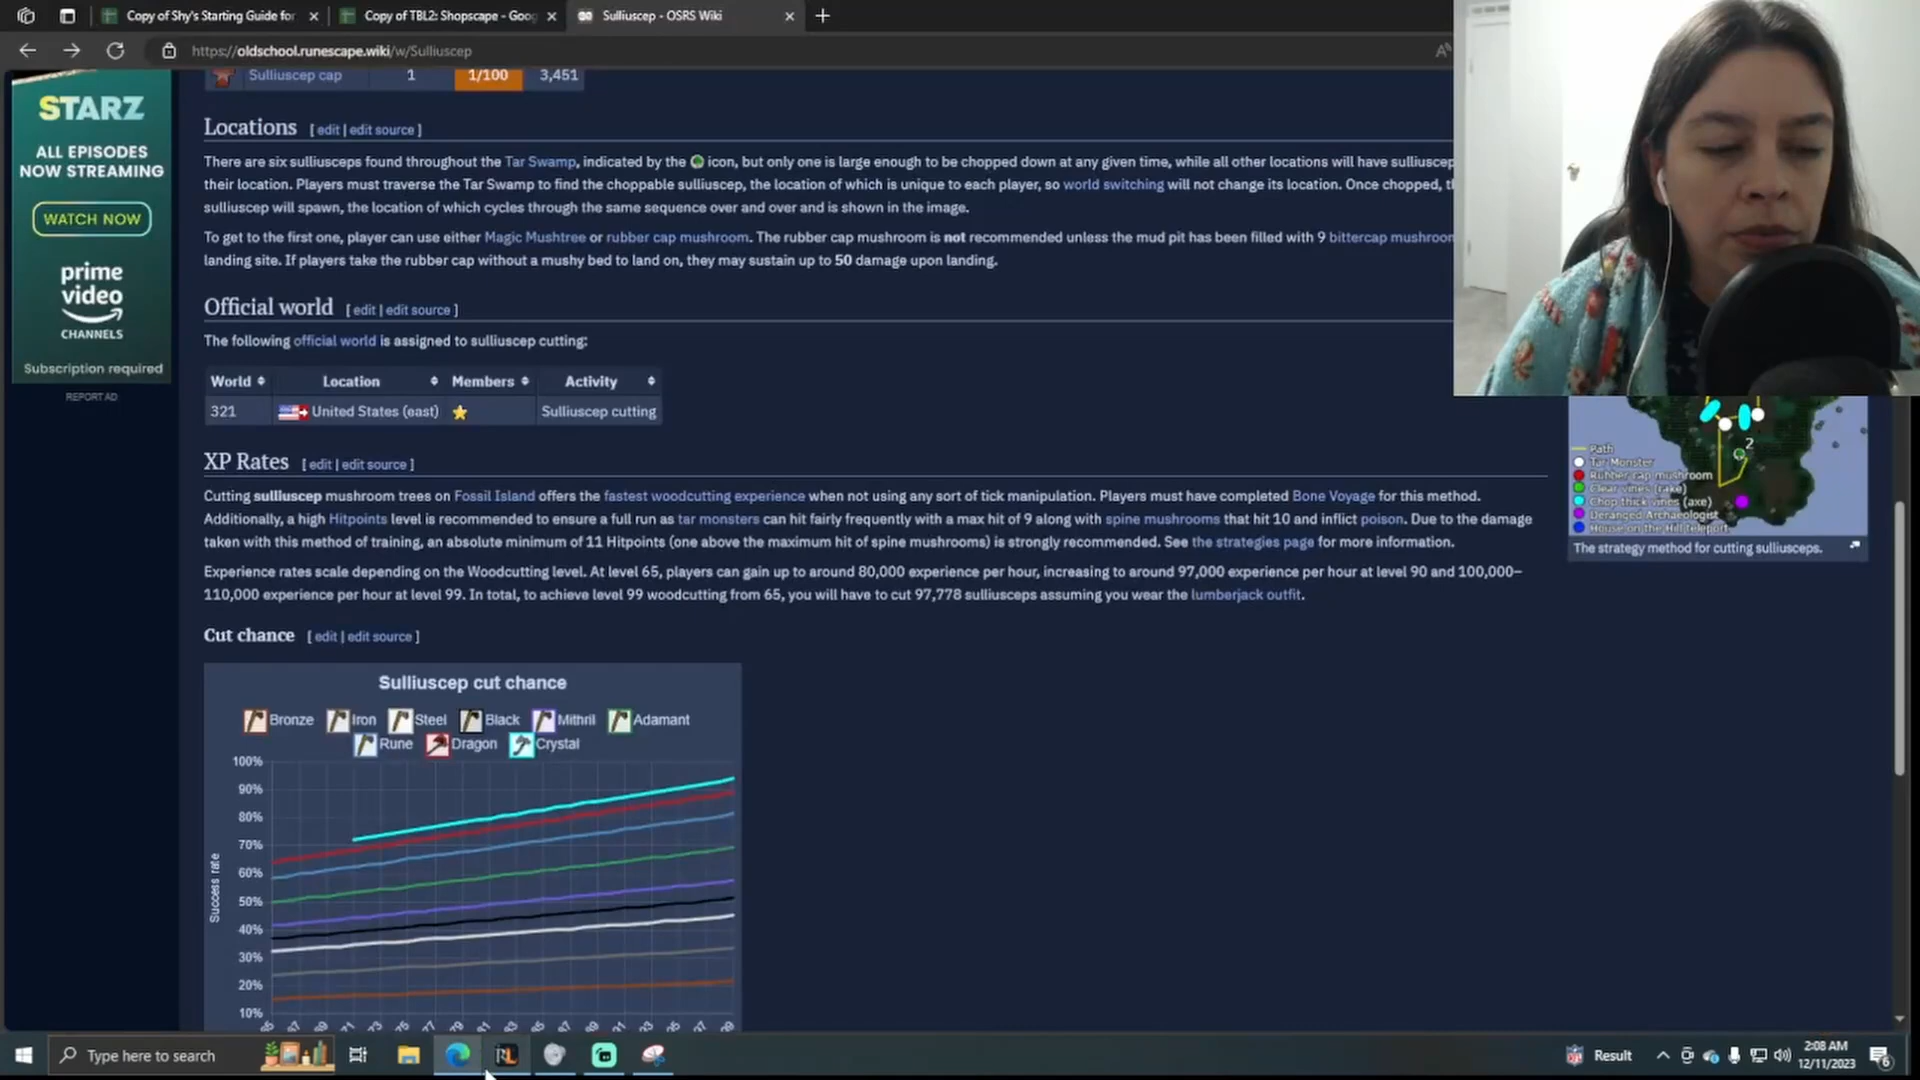 Copy of Shy's Starting Guide for
Copy of TBL2: Shopscape - Goog
Sulliuscep - OSRS Wiki
https://oldschool.runescape.wiki/w/Sulliuscep
STARZ
ALL EPISODES
NOW STREAMING
WATCH NOW
prime
video
CHANNELS
Subscription required
REPORT AD
Sulliuscep cap 1 1/100 3,451
Locations [ edit | edit source ]
There are six sulliusceps found throughout the Tar Swamp, indicated by the icon, but only one is large enough to be chopped down at any given time, while all other locations will have sulliuscep
their location. Players must traverse the Tar Swamp to find the choppable sulliuscep, the location of which is unique to each player, so world switching will not change its location. Once chopped,
sulliuscep will spawn, the location of which cycles through the same sequence over and over and is shown in the image.
To get to the first one, player can use either Magic Mushtree or rubber cap mushroom. The rubber cap mushroom is not recommended unless the mud pit has been filled with 9 bittercap mushroom
landing site. If players take the rubber cap without a mushy bed to land on, they may sustain up to 50 damage upon landing.
Official world [ edit | edit source ]
The following official world is assigned to sulliuscep cutting:
World Location Members Activity
321 United States (east) Sulliuscep cutting
XP Rates [ edit | edit source ]
Cutting sulliuscep mushroom trees on Fossil Island offers the fastest woodcutting experience when not using any sort of tick manipulation. Players must have completed Bone Voyage for this method.
Additionally, a high Hitpoints level is recommended to ensure a full run as tar monsters can hit fairly frequently with a max hit of 9 along with spine mushrooms that hit 10 and inflict poison. Due to the damage
taken with this method of training, an absolute minimum of 11 Hitpoints (one above the maximum hit of spine mushrooms) is strongly recommended. See the strategies page for more information.
Experience rates scale depending on the Woodcutting level. At level 65, players can gain up to around 80,000 experience per hour, increasing to around 97,000 experience per hour at level 90 and 100,000–
110,000 experience per hour at level 99. In total, to achieve level 99 woodcutting from 65, you will have to cut 97,778 sulliusceps assuming you wear the lumberjack outfit.
2
Path
Tar Monster
Rubber cap mushroom
Clear vines (rake)
Chop thick vines (axe)
Deranged Archaeologist
House on the Hill teleport
The strategy method for cutting sulliusceps.
Cut chance [ edit | edit source ]
Sulliuscep cut chance
Bronze Iron Steel Black Mithril Adamant
Rune Dragon Crystal
100%
90%
80%
70%
60%
50%
40%
30%
20%
10%
Success rate
Type here to search
Result
2:08 AM
12/11/2023
6